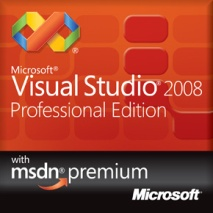 Microsoft®
Visual Studio® 2008
Professional Edition
with
msdn® premium
Microsoft